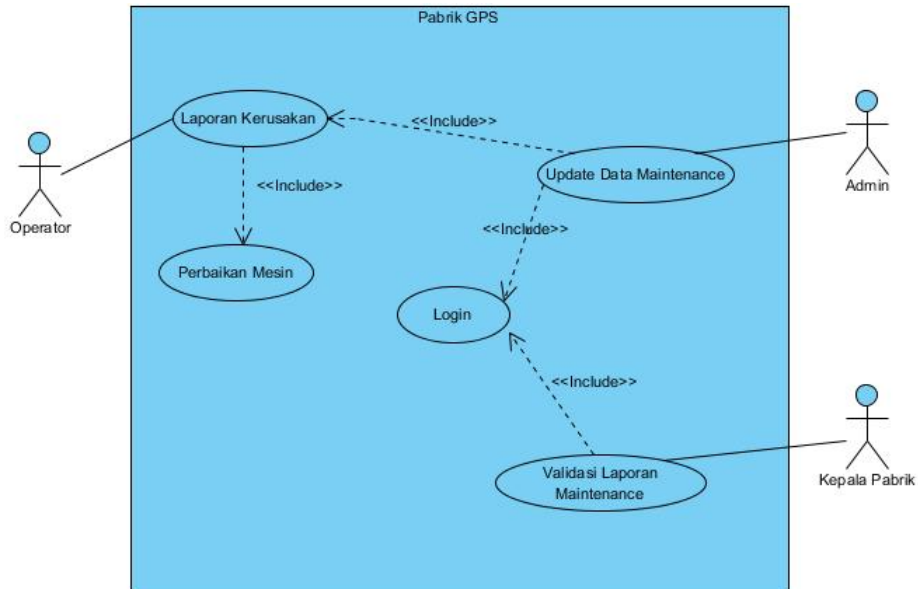 Pabrik GPS
Laporan Kerusakan
<<Include>>
Update Data Maintenance
Admin
Operator
<<Include>>
<<Include>>
Perbaikan Mesin
Login
<<Include>>
Validasi Laporan
Maintenance
Kepala Pabrik